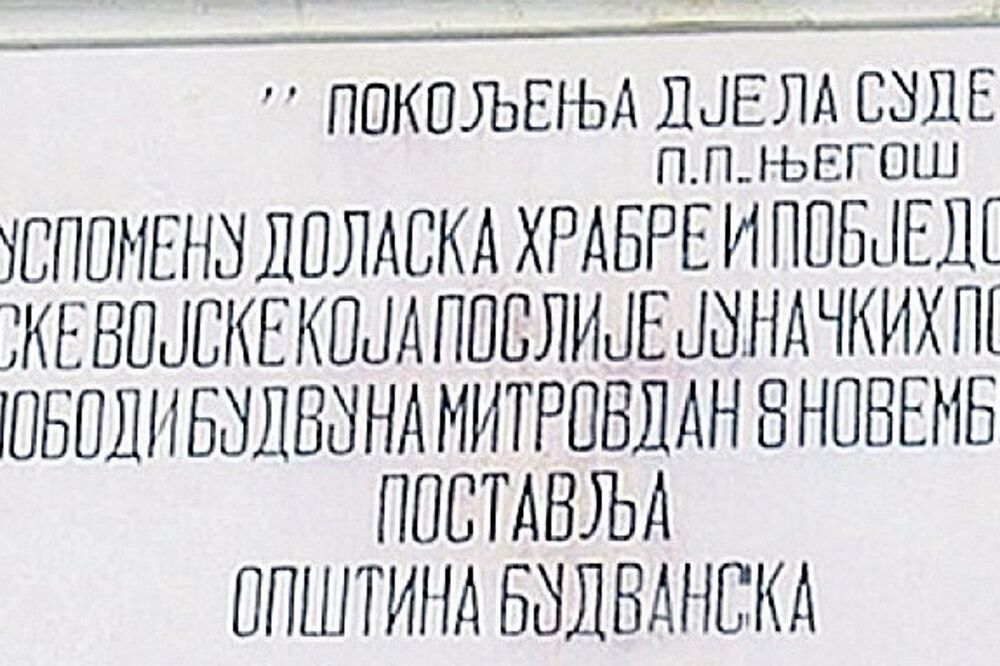 ’’ ПОКОЉЕЊА ДЈЕЛА СУДЕ
П.П. ЊЕГОШ
УСПОМЕНУ ДОЛАСКА ХРАБРЕ И ПОБЈЕДО
СКЕ ВОЈСКЕ КОЈА ПОСЛИЈЕ ЈУНАЧКИХ ПО
ЛОБОДИ БУДВУ НА МИТРОВДАН 8 НОВЕМБ
ПОСТАВЉА
ОПШТИНА БУДВАНСКА